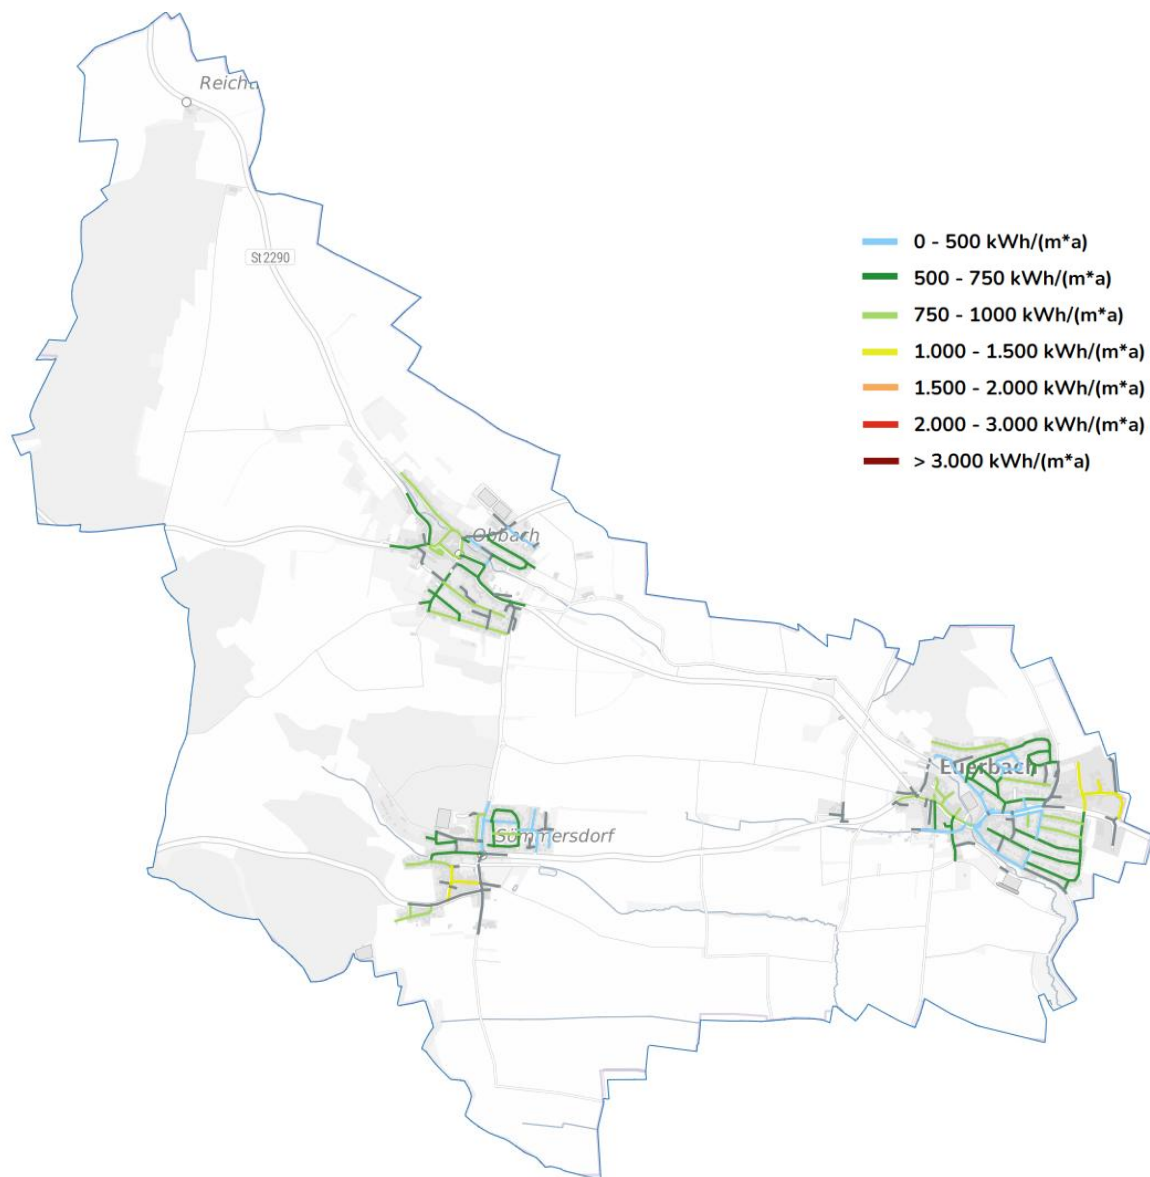 Reich
St 2290
0 - 500 kWh/(m*a)
500 - 750 kWh/(m*a)
750 - 1000 kWh/(m*a)
1.000 - 1.500 kWh/(m*a)
1.500 - 2.000 kWh/(m*a)
2.000 - 3.000 kWh/(m*a)
> 3.000 kWh/(m*a)
Obbach
Euerbach
Sömmersdorf